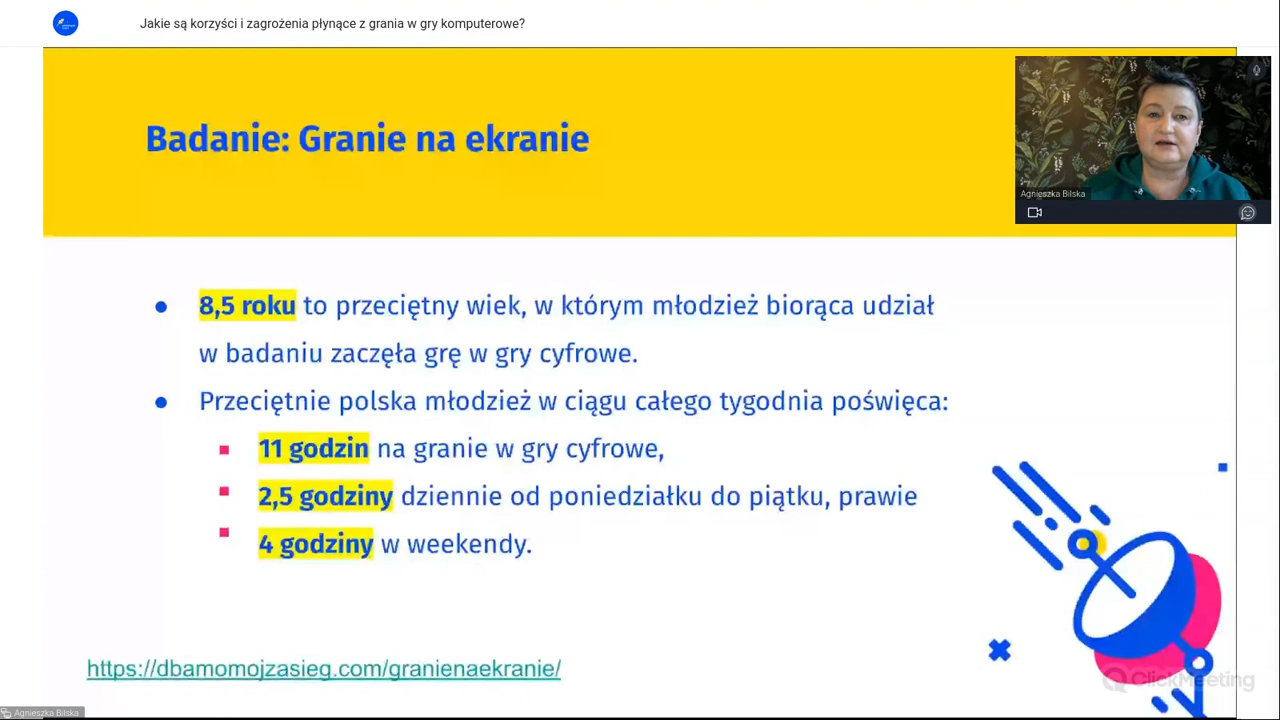 Jakie są korzyści i zagrożenia płynące z grania w gry komputerowe?
Badanie: Granie na ekranie
Agnieszka Bilska
8,5 roku to przeciętny wiek, w którym młodzież biorąca udział
w badaniu zaczęła grę w gry cyfrowe.
Przeciętnie polska młodzież w ciągu całego tygodnia poświęca:
11 godzin na granie w gry cyfrowe,
2,5 godziny dziennie od poniedziałku do piątku, prawie
4 godziny w weekendy.
https://dbamomojzasieg.com/granienaekranie/
ClickMeeting
Agnieszka Bilska